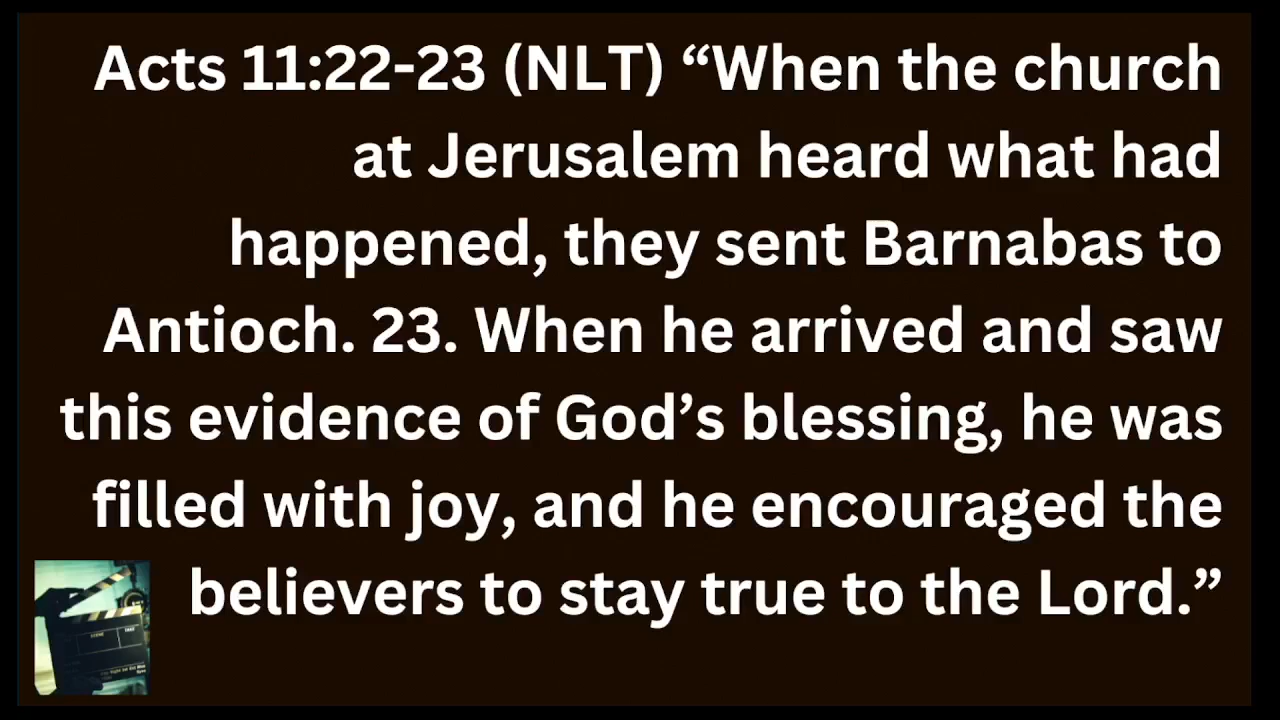 Acts 11:22-23 (NLT) “When the church
at Jerusalem heard what had
happened, they sent Barnabas to
Antioch. 23. When he arrived and saw
this evidence of God’s blessing, he was
filled with joy, and he encouraged the
believers to stay true to the Lord.”
SCENE